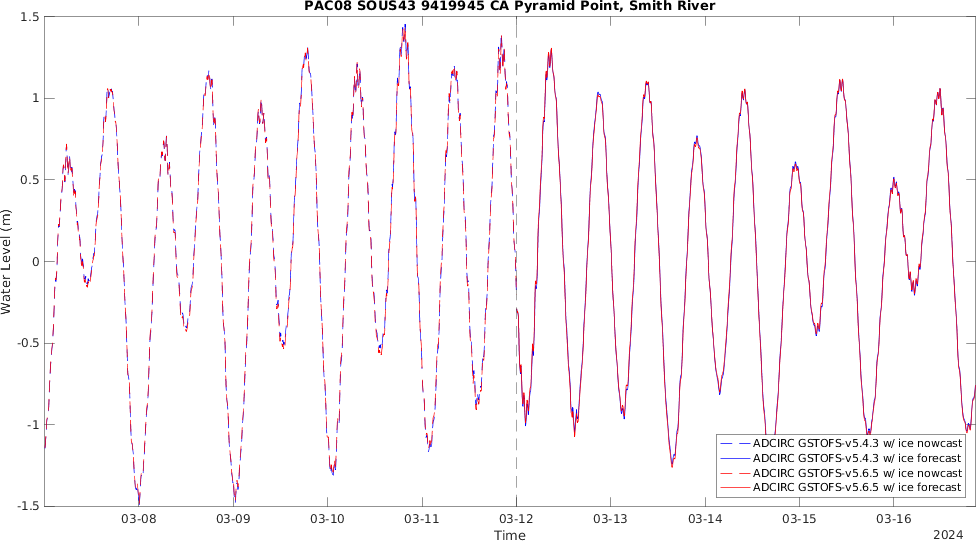 PAC08 SOUS43 9419945 CA Pyramid Point, Smith River
Water Level (m)
1.5
1
0.5
0
-0.5
-1
-1.5
ADCIRC GSTOFS-v5.4.3 w/ ice nowcast
ADCIRC GSTOFS-v5.4.3 w/ ice forecast
ADCIRC GSTOFS-v5.6.5 w/ ice nowcast
ADCIRC GSTOFS-v5.6.5 w/ ice forecast
03-08 03-09 03-10 03-11 03-12 03-13 03-14 03-15 03-16
Time
2024